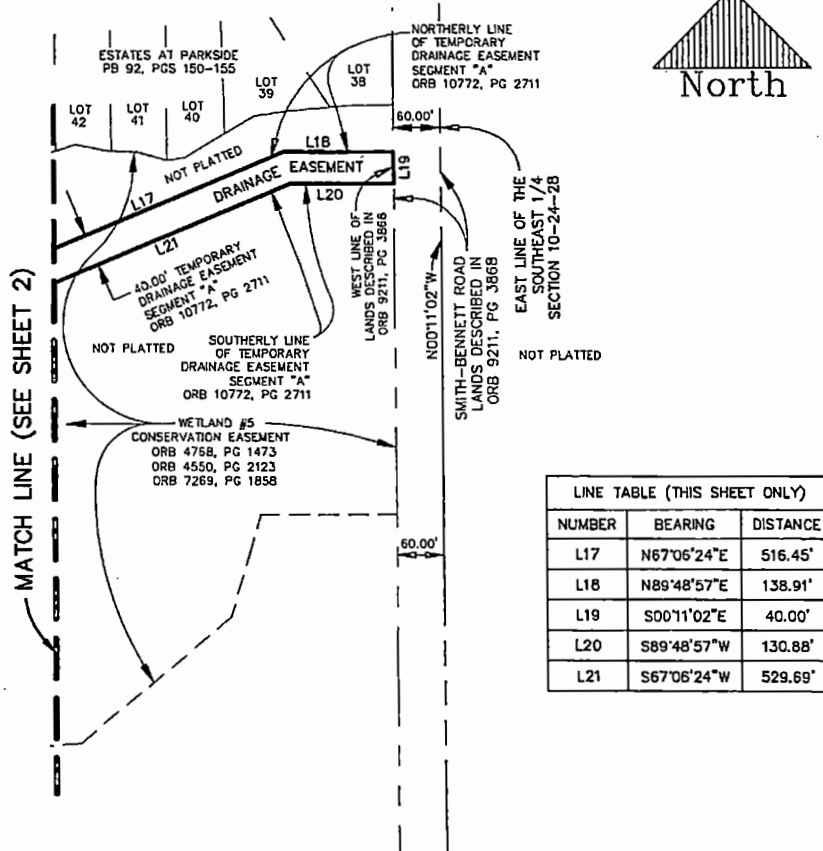 ESTATES AT PARKSIDE
PB 92, PGS 150-155
LOT
42
LOT
41
LOT
40
LOT
39
LOT
38
NORTHERLY LINE
OF TEMPORARY
DRAINAGE EASEMENT
SEGMENT "A"
ORB 10772, PG 2711
North
60.00'
L18
NOT PLATTED
L17
DRAINAGE EASEMENT
L19
L20
L21
40.00' TEMPORARY
DRAINAGE EASEMENT
SEGMENT "A"
ORB 10772, PG 2711
WEST LINE OF
LANDS DESCRIBED IN
ORB 9211, PG 3868
N00°11'02"W
SMITH-BENNETT ROAD
LANDS DESCRIBED IN
ORB 9211, PG 3868
EAST LINE OF THE
SOUTHEAST 1/4
SECTION 10-24-28
NOT PLATTED
NOT PLATTED
SOUTHERLY LINE
OF TEMPORARY
DRAINAGE EASEMENT
SEGMENT "A"
ORB 10772, PG 2711
MATCH LINE (SEE SHEET 2)
WETLAND #5
CONSERVATION EASEMENT
ORB 4758, PG 1473
ORB 4550, PG 2123
ORB 7269, PG 1858
60.00'
LINE TABLE (THIS SHEET ONLY)
NUMBER BEARING DISTANCE
L17 N67°06'24"E 516.45'
L18 N89°48'57"E 138.91'
L19 S00°11'02"E 40.00'
L20 S89°48'57"W 130.88'
L21 S67°06'24"W 529.69'